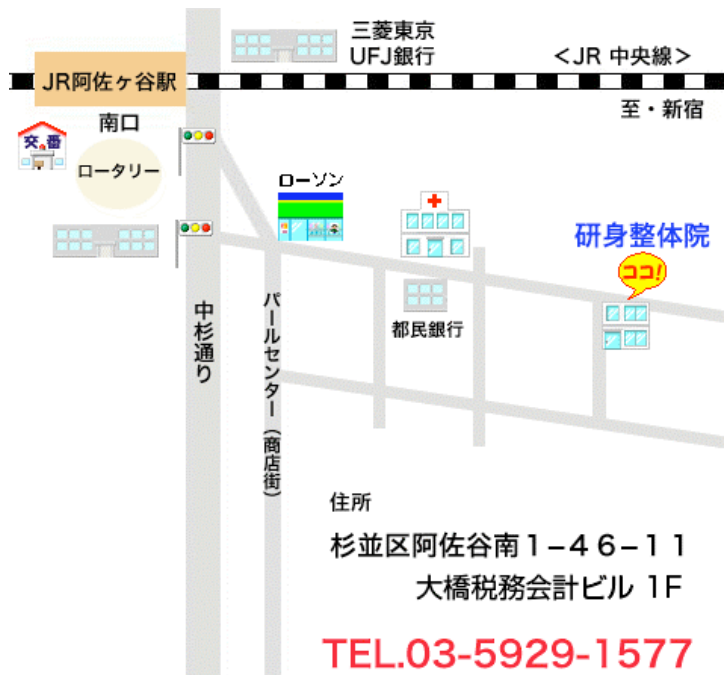 三菱東京
UFJ銀行
＜JR 中央線＞
JR阿佐ヶ谷駅
至・新宿
南口
交番
ロータリー
ローソン
研身整体院
ココ!
中杉通り
パールセンター（商店街）
都民銀行
住所
杉並区阿佐谷南１−４６−１１
大橋税務会計ビル 1F
TEL.03-5929-1577